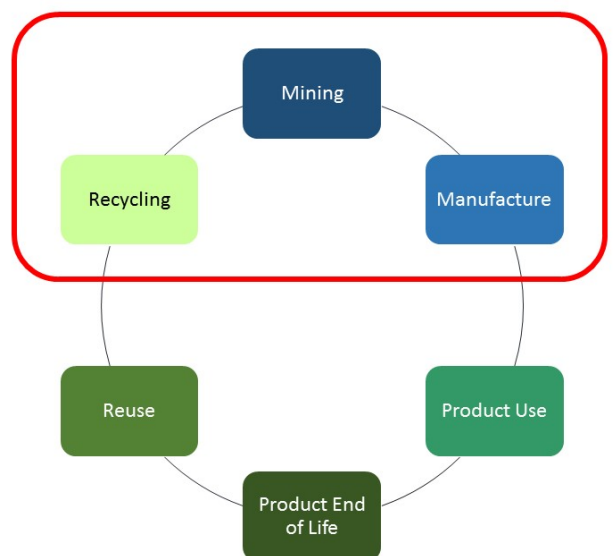 Mining
Recycling
Manufacture
Reuse
Product Use
Product End
of Life